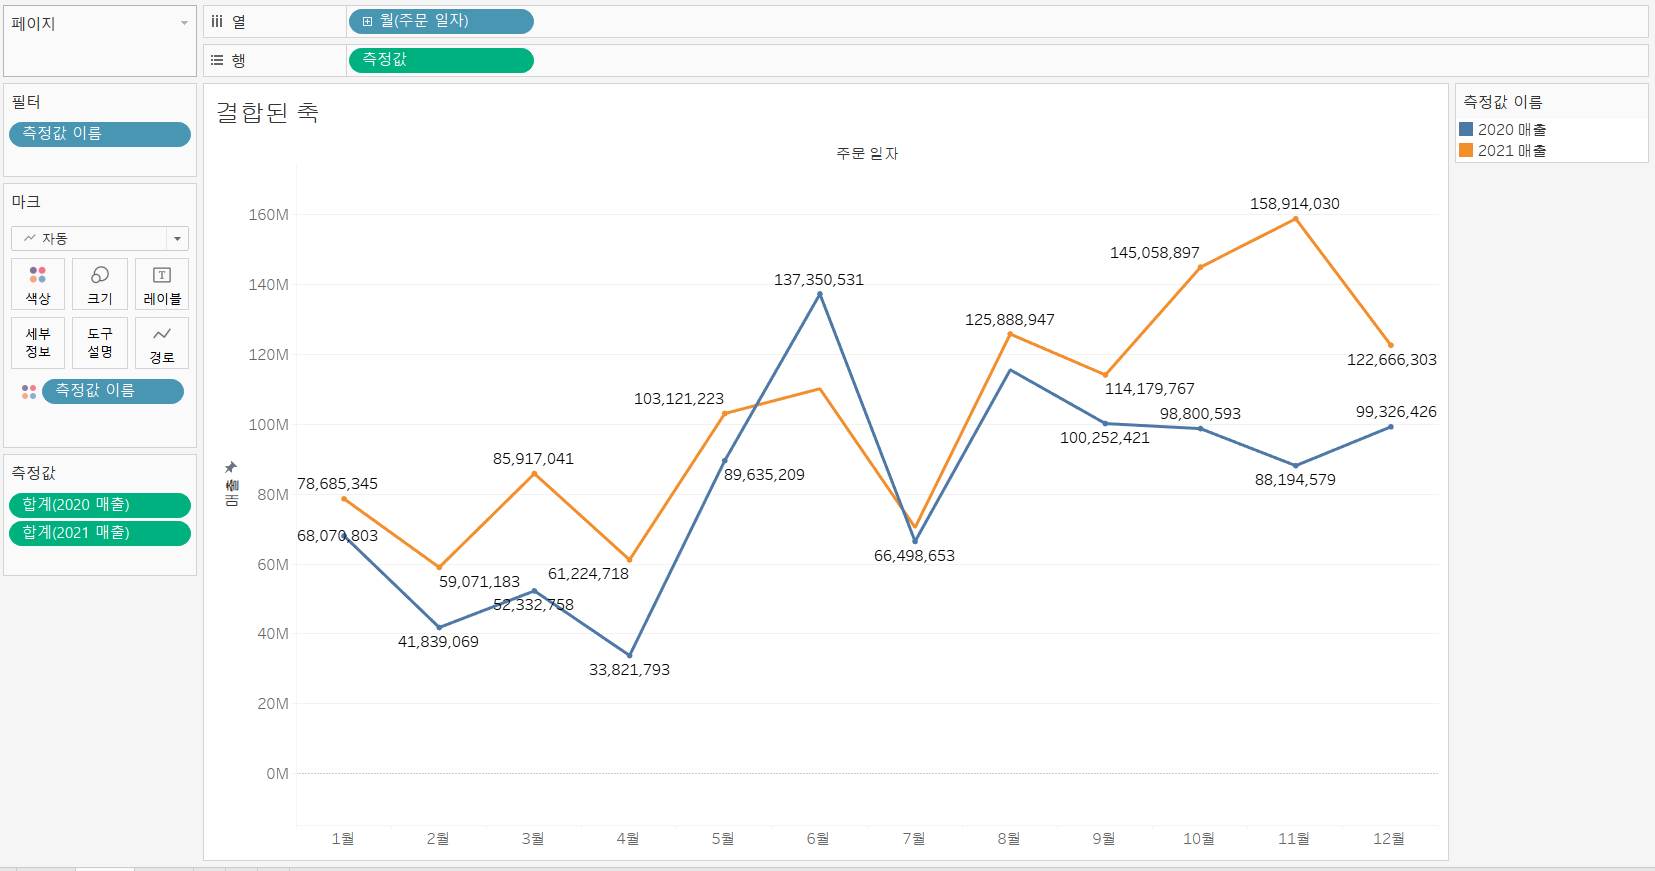 페이지
열
월(주문 일자)
행
측정값
필터
측정값 이름
마크
자동
색상
크기
레이블
세부
정보
도구
설명
경로
측정값 이름
측정값
합계(2020 매출)
합계(2021 매출)
결합된 축
주문 일자
매출
160M
140M
120M
100M
80M
60M
40M
20M
0M
158,914,030
145,058,897
137,350,531
125,888,947
122,666,303
114,179,767
103,121,223
98,800,593
99,326,426
100,252,421
85,917,041
89,635,209
88,194,579
78,685,345
68,070,803
66,498,653
59,071,183
61,224,718
52,332,758
41,839,069
33,821,793
1월
2월
3월
4월
5월
6월
7월
8월
9월
10월
11월
12월
측정값 이름
2020 매출
2021 매출